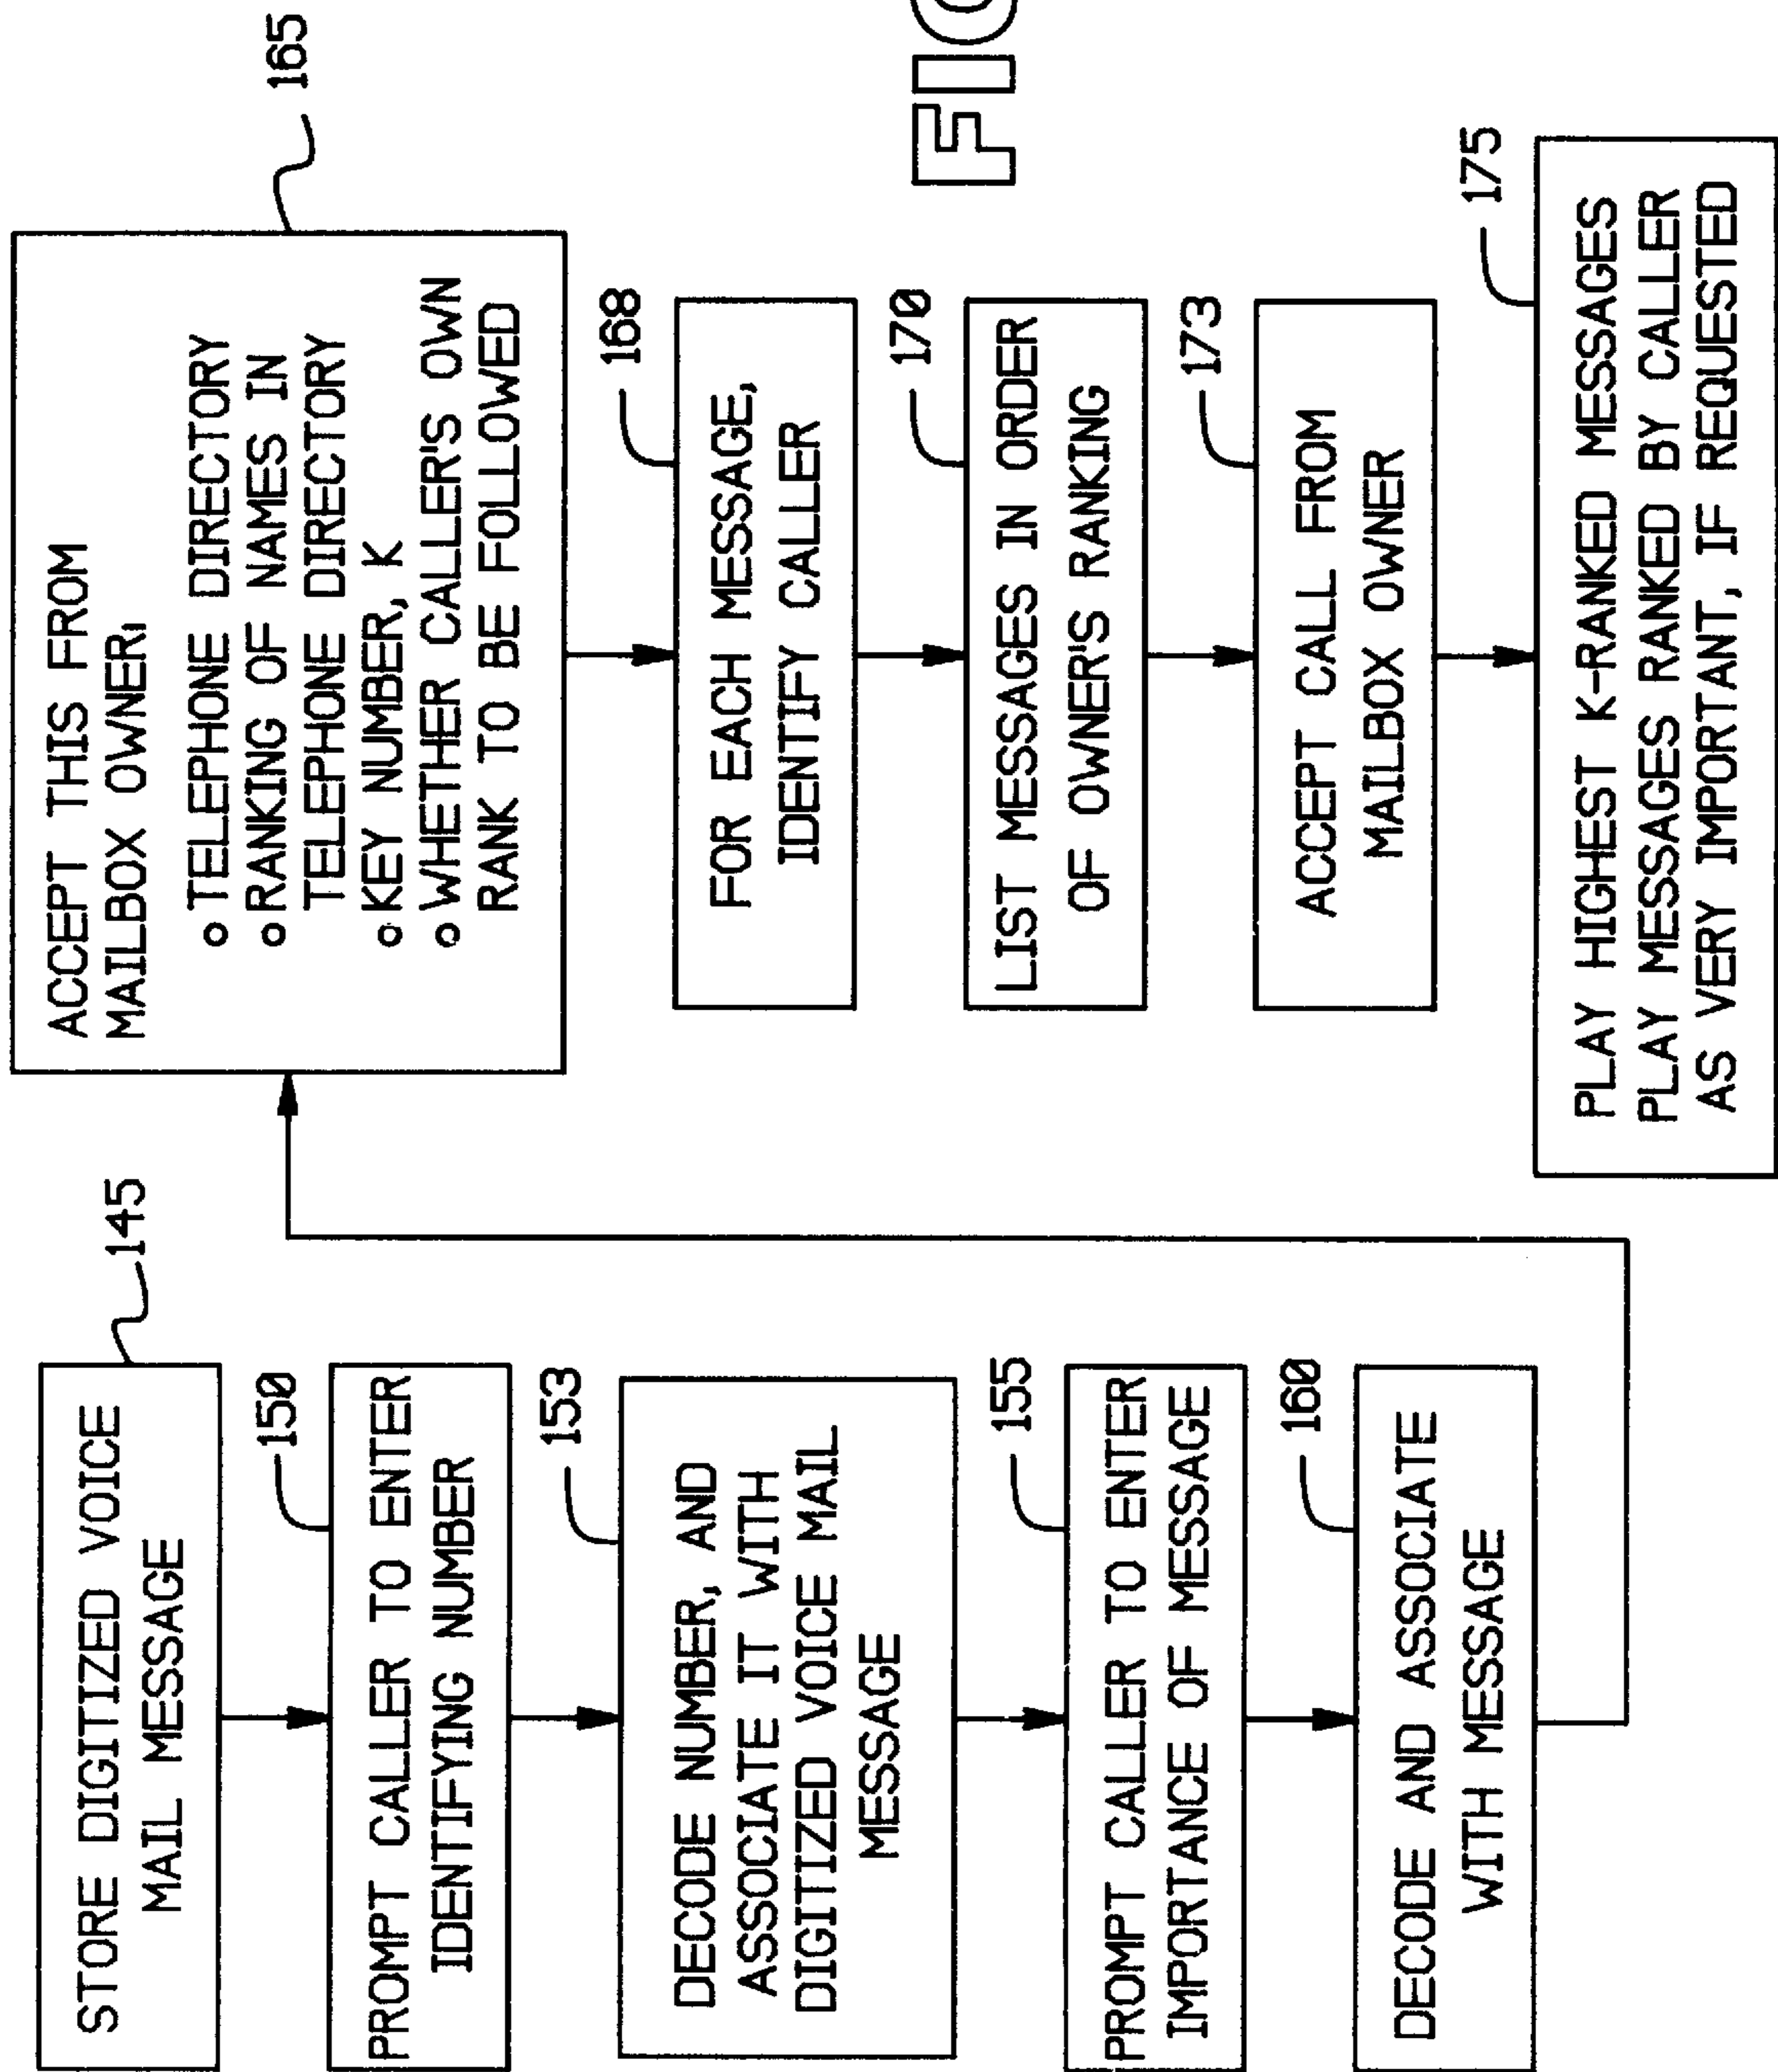 STORE DIGITIZED VOICE
MAIL MESSAGE
145
PROMPT CALLER TO ENTER
IDENTIFYING NUMBER
150
DECODE NUMBER, AND
ASSOCIATE IT WITH
DIGITIZED VOICE MAIL
MESSAGE
153
PROMPT CALLER TO ENTER
IMPORTANCE OF MESSAGE
155
DECODE AND ASSOCIATE
WITH MESSAGE
160
ACCEPT THIS FROM
MAILBOX OWNER:
o TELEPHONE DIRECTORY
o RANKING OF NAMES IN
TELEPHONE DIRECTORY
o KEY NUMBER, K
o WHETHER CALLER'S OWN
RANK TO BE FOLLOWED
165
FOR EACH MESSAGE,
IDENTIFY CALLER
168
LIST MESSAGES IN ORDER
OF OWNER'S RANKING
170
ACCEPT CALL FROM
MAILBOX OWNER
173
PLAY HIGHEST K-RANKED MESSAGES
PLAY MESSAGES RANKED BY CALLER
AS VERY IMPORTANT, IF REQUESTED
175